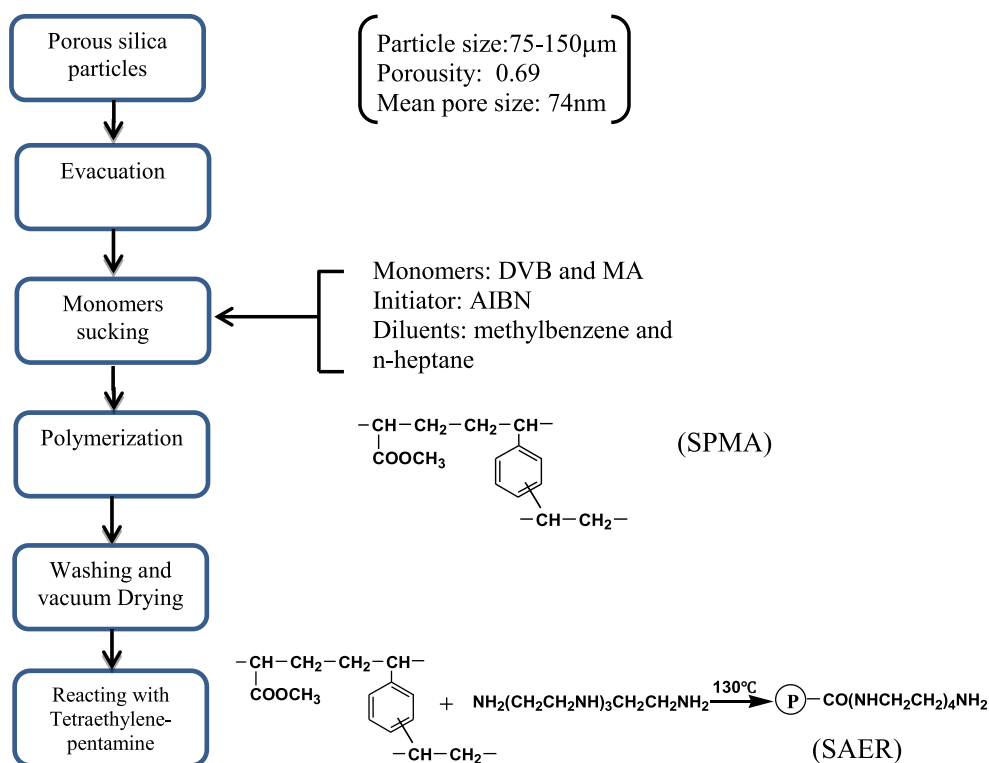 Porous silica
particles
Particle size:75-150μm
Porousity: 0.69
Mean pore size: 74nm
Evacuation
Monomers
sucking
Monomers: DVB and MA
Initiator: AIBN
Diluents: methylbenzene and
n-heptane
Polymerization
－CH－CH₂－CH₂－CH－
COOCH₃
－CH－CH₂－
(SPMA)
Washing and
vacuum Drying
Reacting with
Tetraethylene-
pentamine
－CH－CH₂－CH₂－CH－
COOCH₃
－CH－CH₂－
+ NH₂(CH₂CH₂NH)₃CH₂CH₂NH₂ 130℃ P －CO(NHCH₂CH₂)₄NH₂
(SAER)